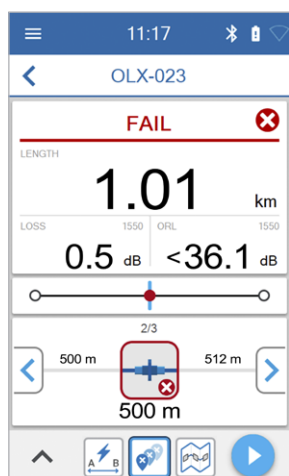 11:17
OLX-023
FAIL
LENGTH
1.01 km
LOSS 1550 ORL 1550
0.5 dB <36.1 dB
2/3
500 m 512 m
500 m
A B